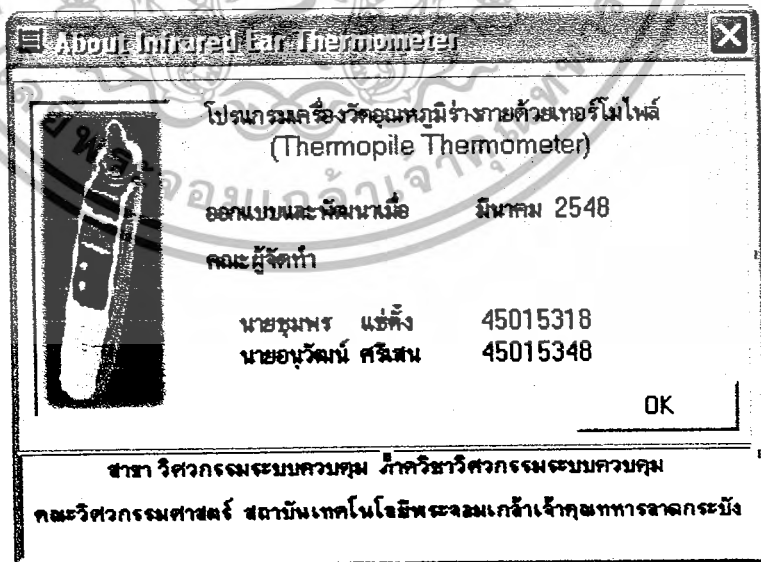 About Infrared Ear Thermometer
โปรแกรมเครื่องวัดอุณหภูมิร่างกายด้วยเทอร์โมไพล์
(Thermopile Thermometer)
ออกแบบและพัฒนาเมื่อ มีนาคม 2548
คณะผู้จัดทำ
นายชุมพร แซ่ตั้ง 45015318
นายอนุวัฒน์ ศรีเสน 45015348
OK
สาขา วิศวกรรมระบบควบคุม ภาควิชาวิศวกรรมระบบควบคุม
คณะวิศวกรรมศาสตร์ สถาบันเทคโนโลยีพระจอมเกล้าเจ้าคุณทหารลาดกระบัง